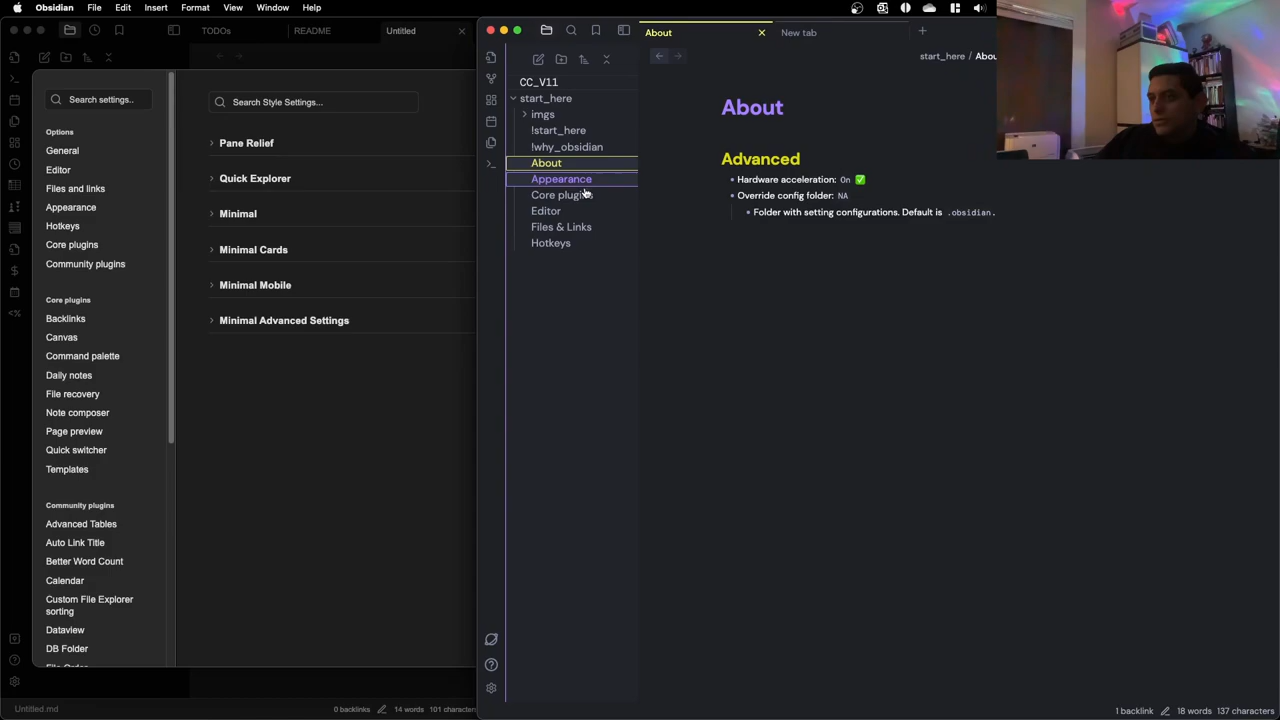 Obsidian File Edit Insert Format View Window Help
TODOs README Untitled
Search settings..
Options
General
Editor
Files and links
Appearance
Hotkeys
Core plugins
Community plugins
Core plugins
Backlinks
Canvas
Command palette
Daily notes
File recovery
Note composer
Page preview
Quick switcher
Templates
Community plugins
Advanced Tables
Auto Link Title
Better Word Count
Calendar
Custom File Explorer
sorting
Dataview
DB Folder
Search Style Settings...
Pane Relief
Quick Explorer
Minimal
Minimal Cards
Minimal Mobile
Minimal Advanced Settings
Untitled.md
0 backlinks 14 words 101 characters
CC_V11
start_here
imgs
!start_here
!why_obsidian
About
Appearance
Core plugins
Editor
Files & Links
Hotkeys
About New tab
start_here / Abou
About
Advanced
Hardware acceleration: On ✅
Override config folder: NA
Folder with setting configurations. Default is .obsidian.
1 backlink 18 words 137 characters